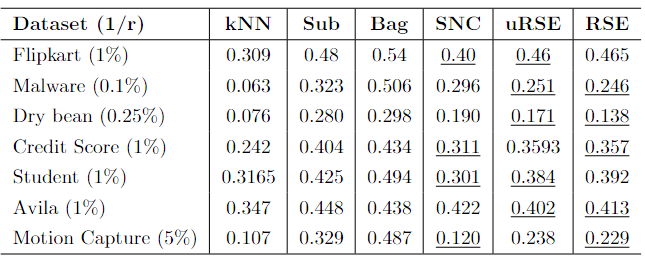 Dataset (1/r) kNN Sub Bag SNC uRSE RSE
Flipkart (1%) 0.309 0.48 0.54 0.40 0.46 0.465
Malware (0.1%) 0.063 0.323 0.506 0.296 0.251 0.246
Dry bean (0.25%) 0.076 0.280 0.298 0.190 0.171 0.138
Credit Score (1%) 0.242 0.404 0.434 0.311 0.3593 0.357
Student (1%) 0.3165 0.425 0.494 0.301 0.384 0.392
Avila (1%) 0.347 0.448 0.438 0.422 0.402 0.413
Motion Capture (5%) 0.107 0.329 0.487 0.120 0.238 0.229